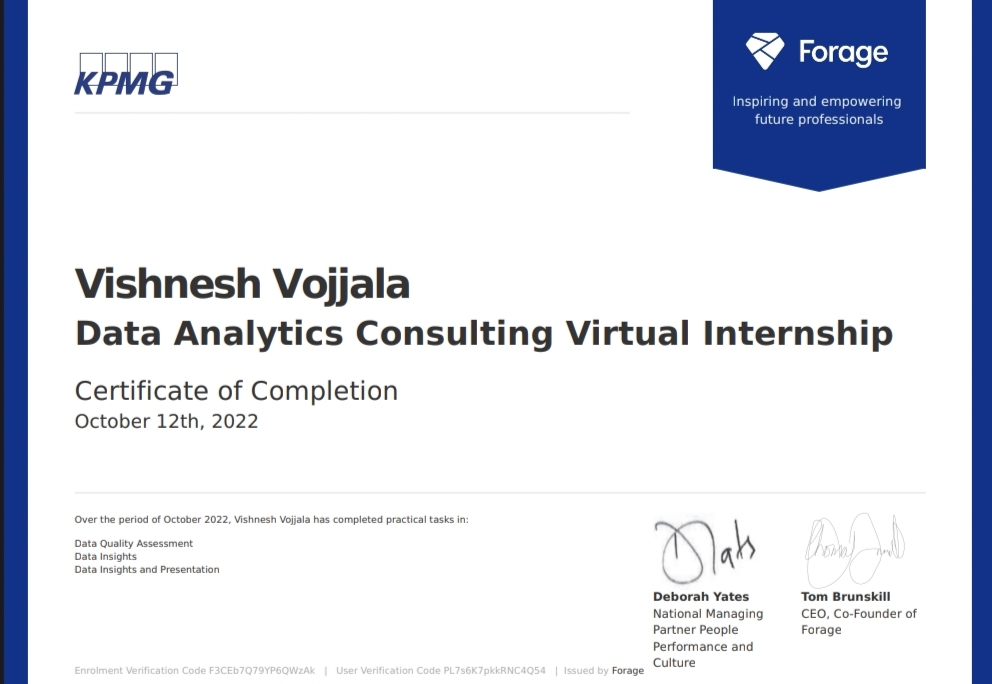 KPMG
Forage
Inspiring and empowering
future professionals
Vishnesh Vojjala
Data Analytics Consulting Virtual Internship
Certificate of Completion
October 12th, 2022
Over the period of October 2022, Vishnesh Vojjala has completed practical tasks in:
Data Quality Assessment
Data Insights
Data Insights and Presentation
Deborah Yates
National Managing
Partner People
Performance and
Culture
Tom Brunskill
CEO, Co-Founder of
Forage
Enrolment Verification Code F3CEb7Q79YP6QWzAk | User Verification Code PL7s6K7pkkRNC4Q54 | Issued by Forage